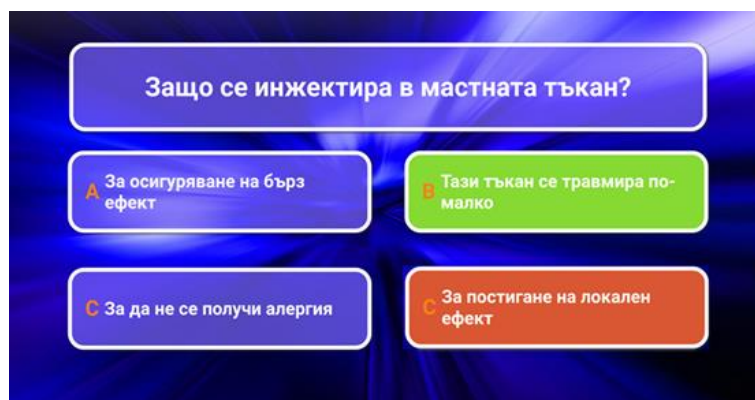 Защо се инжектира в мастната тъкан?
A За осигуряване на бърз
ефект
B Тази тъкан се травмира по-
малко
C За да не се получи алергия
C За постигане на локален
ефект